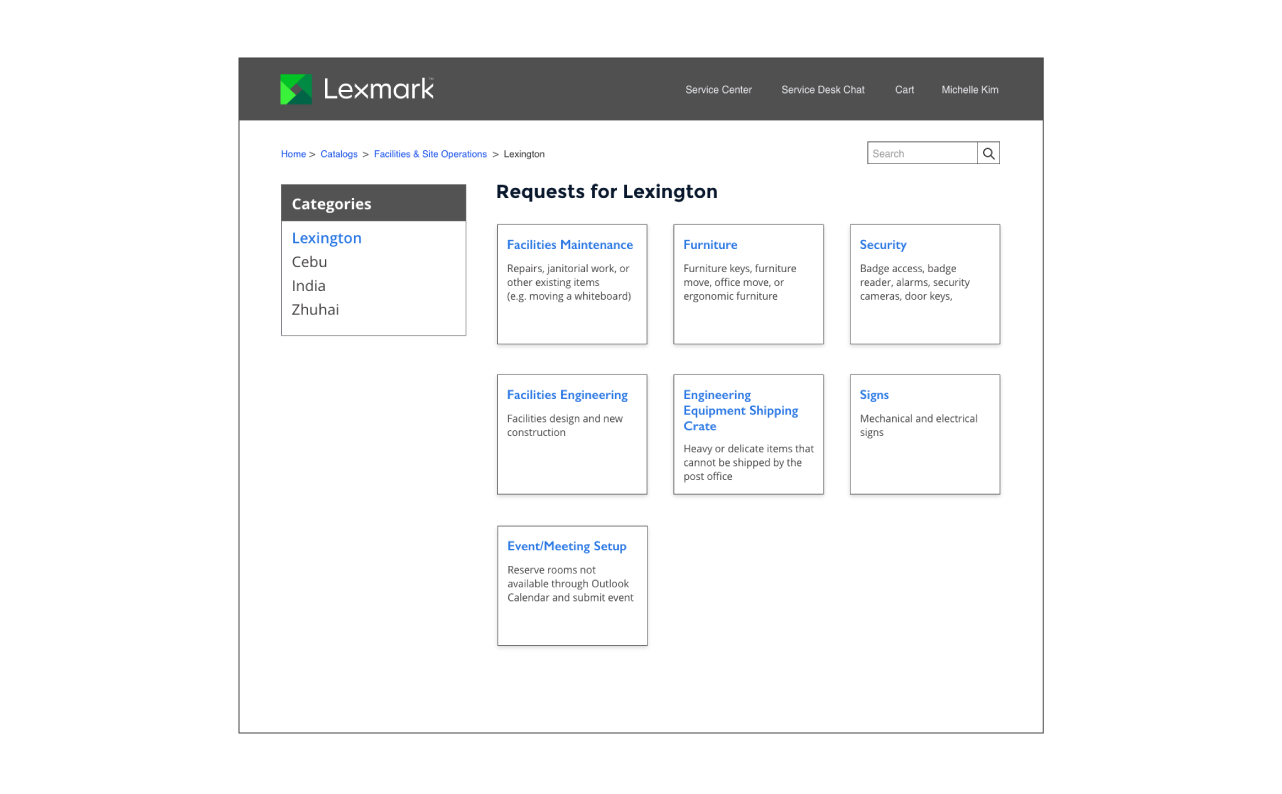 Lexmark™
Service Center
Service Desk Chat
Cart
Michelle Kim
Home > Catalogs > Facilities & Site Operations > Lexington
Search
Categories
Lexington
Cebu
India
Zhuhai
Requests for Lexington
Facilities Maintenance
Repairs, janitorial work, or
other existing items
(e.g. moving a whiteboard)
Furniture
Furniture keys, furniture
move, office move, or
ergonomic furniture
Security
Badge access, badge
reader, alarms, security
cameras, door keys,
Facilities Engineering
Facilities design and new
construction
Engineering
Equipment Shipping
Crate
Heavy or delicate items that
cannot be shipped by the
post office
Signs
Mechanical and electrical
signs
Event/Meeting Setup
Reserve rooms not
available through Outlook
Calendar and submit event